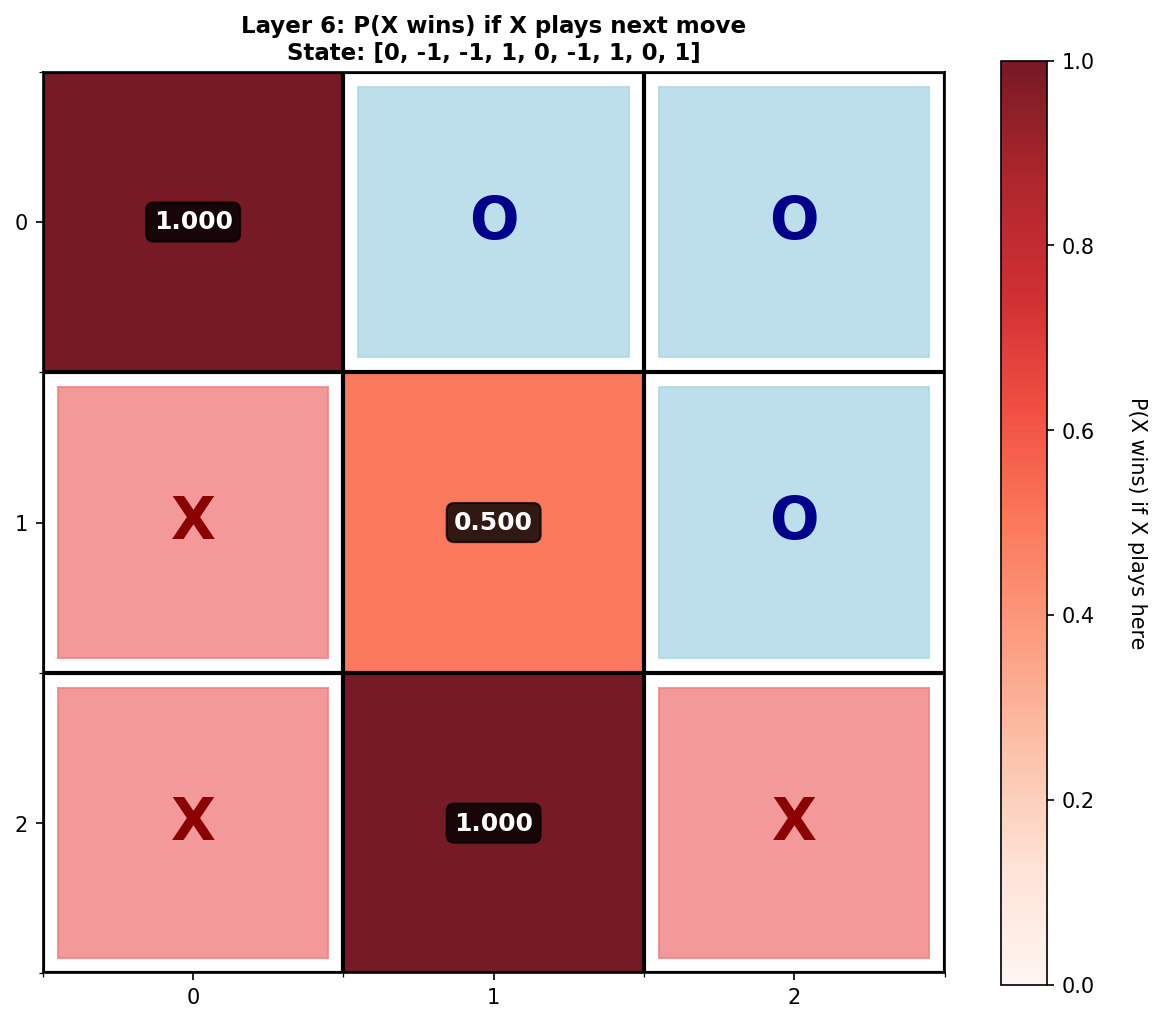 Layer 6: P(X wins) if X plays next move
State: [0, -1, -1, 1, 0, -1, 1, 0, 1]
0
1.000
O
O
1
X
0.500
O
2
X
1.000
X
0
1
2
1.0
0.8
0.6
0.4
0.2
0.0
P(X wins) if X plays here